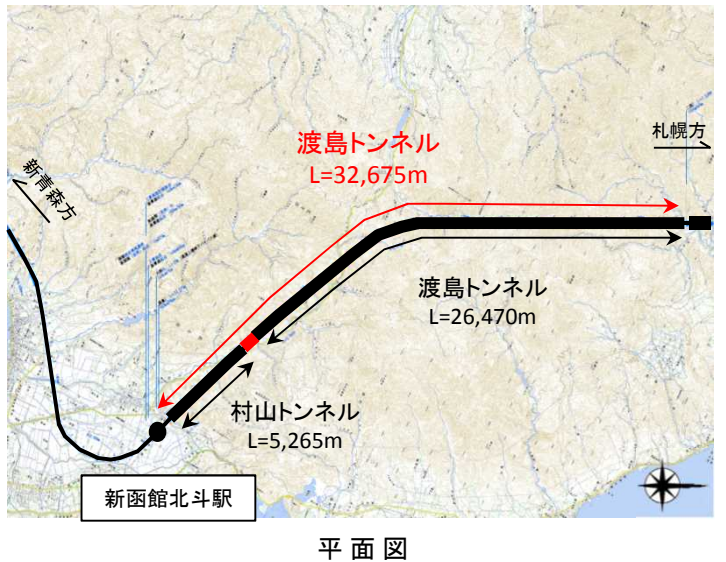 渡島トンネル
L=32,675m
札幌方
新青森方
渡島トンネル
L=26,470m
村山トンネル
L=5,265m
新函館北斗駅
平面図